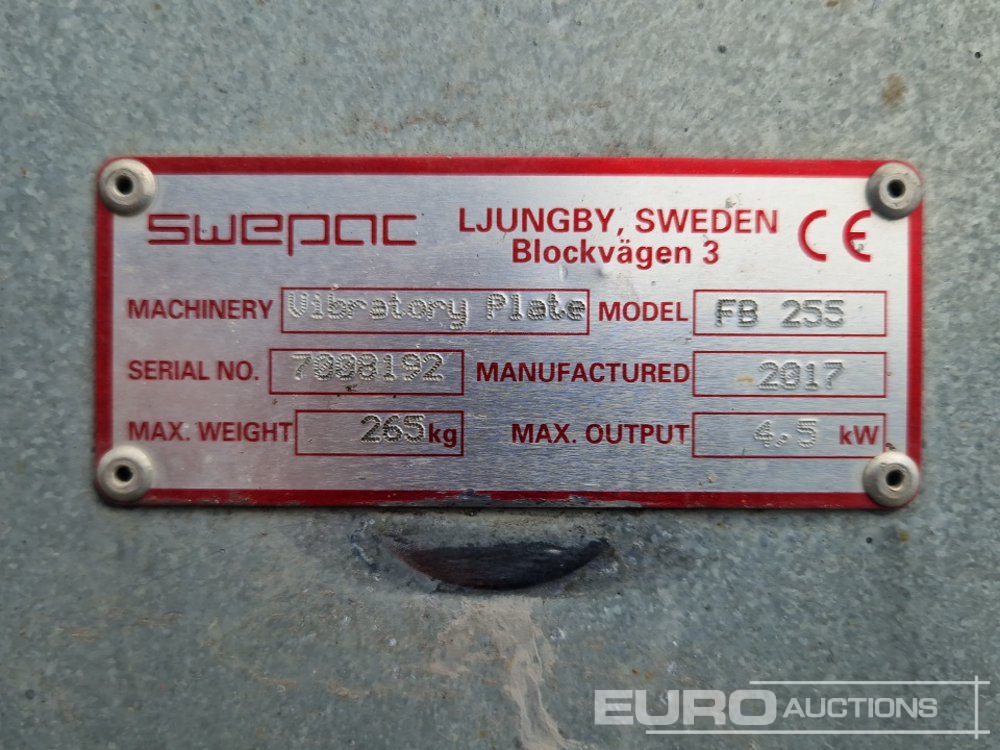 swepac
LJUNGBY, SWEDEN
Blockvägen 3
CE
MACHINERY Vibratory Plate MODEL FB 255
SERIAL NO. 7008192 MANUFACTURED 2017
MAX. WEIGHT 265 kg MAX. OUTPUT 4.5 kW
EURO AUCTIONS